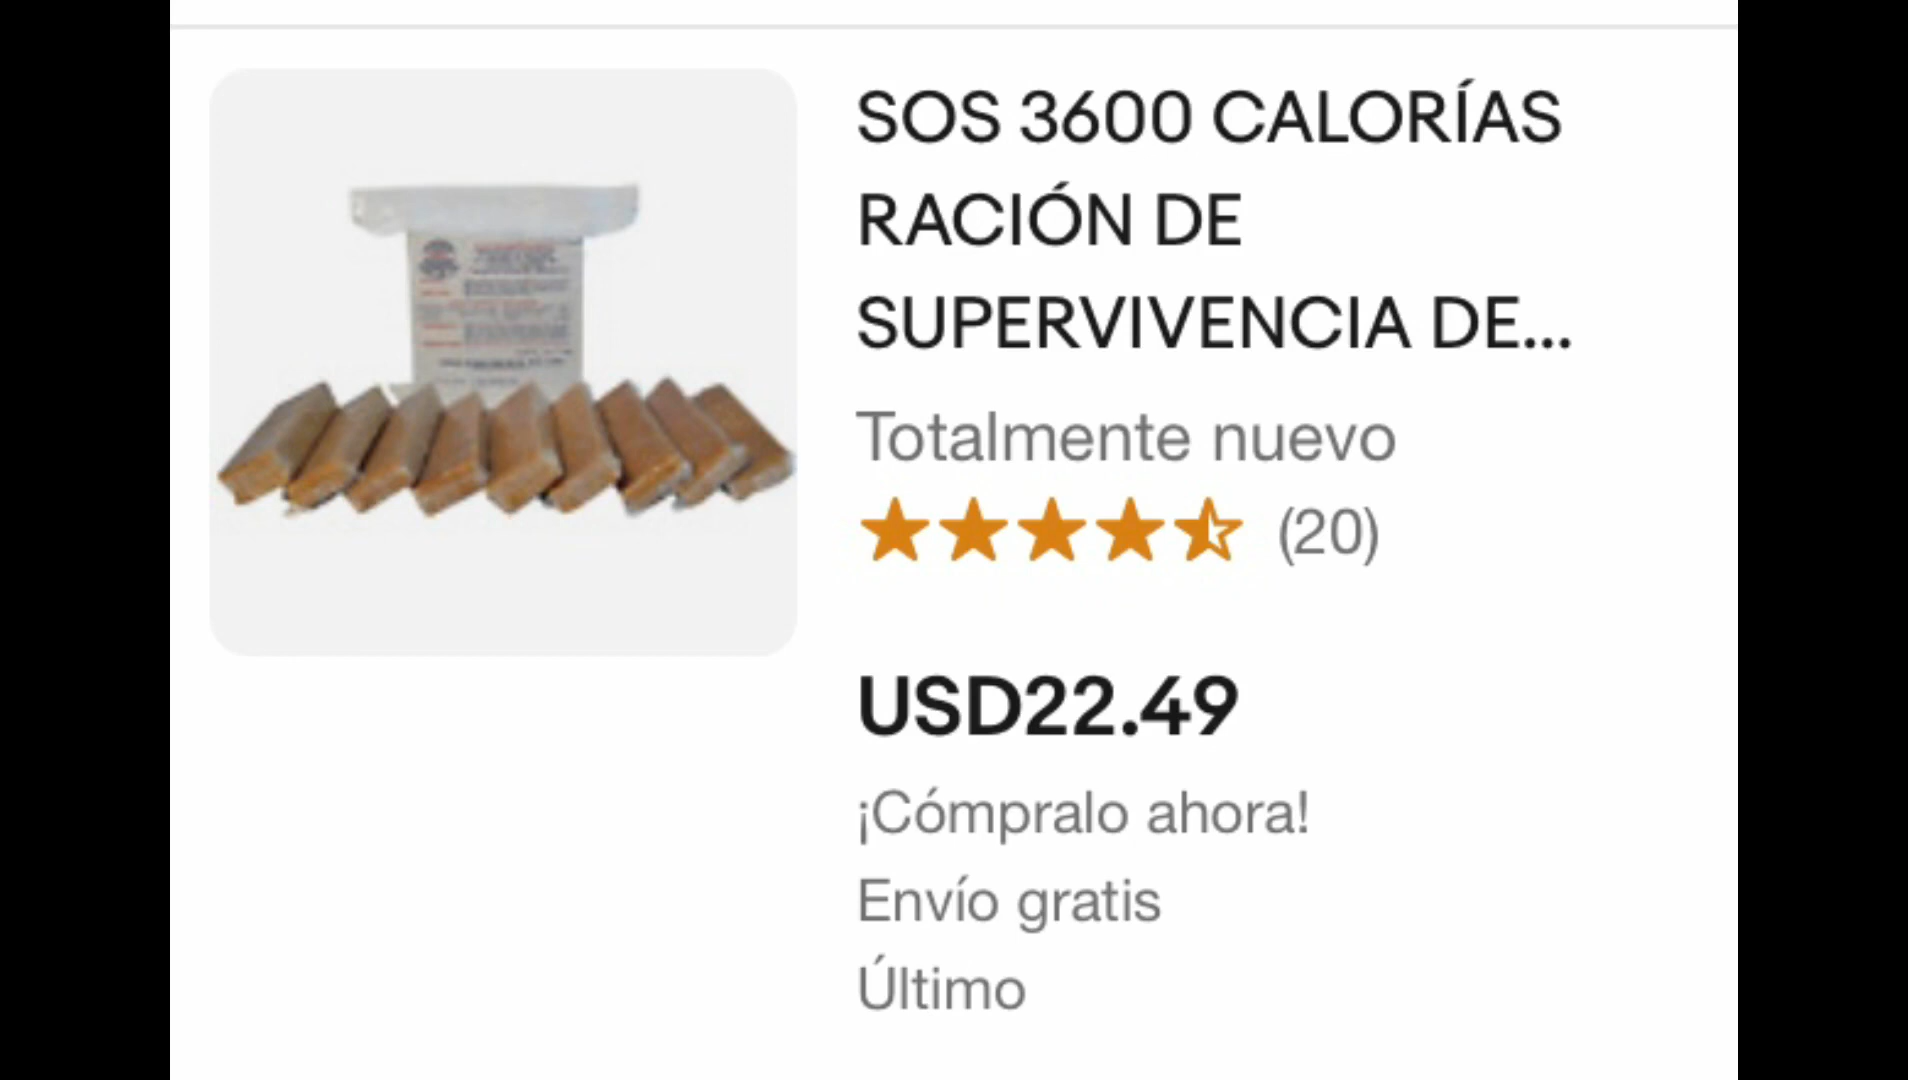 SOS 3600 CALORÍAS
RACIÓN DE
SUPERVIVENCIA DE...
Totalmente nuevo
(20)
USD22.49
¡Cómpralo ahora!
Envío gratis
Último